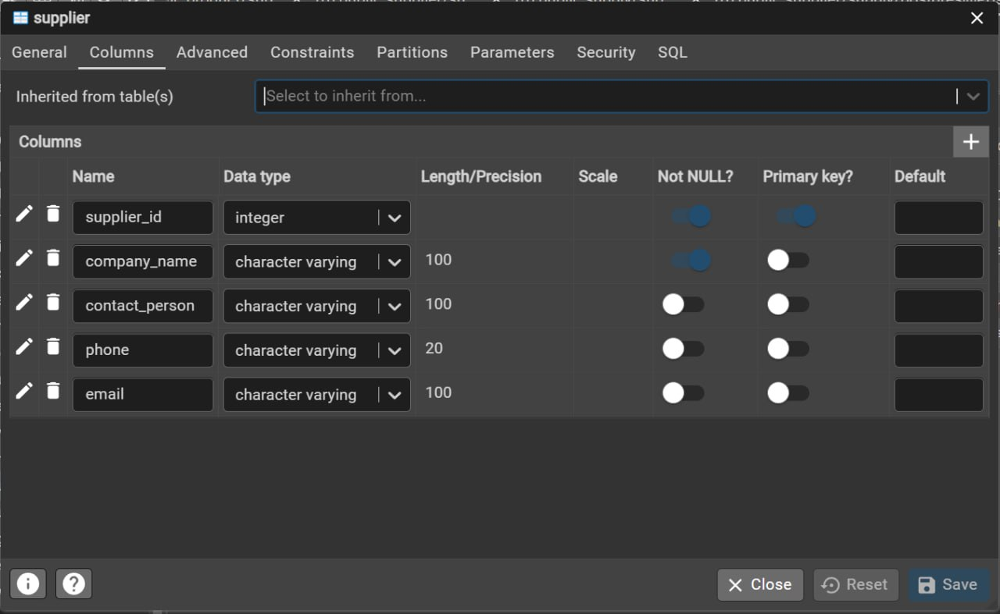 supplier
General Columns Advanced Constraints Partitions Parameters Security SQL
Inherited from table(s) Select to inherit from...
Columns
Name Data type Length/Precision Scale Not NULL? Primary key? Default
supplier_id integer
company_name character varying 100
contact_person character varying 100
phone character varying 20
email character varying 100
Close Reset Save